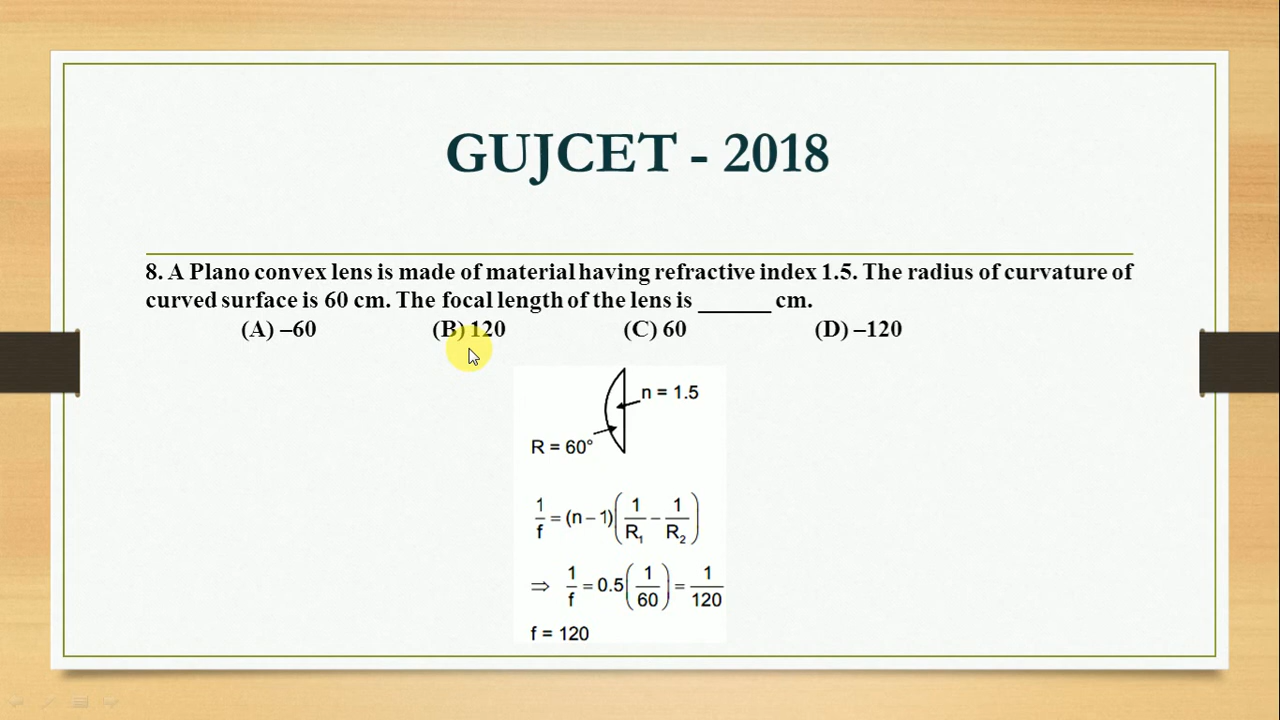 GUJCET - 2018
8. A Plano convex lens is made of material having refractive index 1.5. The radius of curvature of
curved surface is 60 cm. The focal length of the lens is ______ cm.
(A) –60 (B) 120 (C) 60 (D) –120
n = 1.5
R = 60°
1/f = (n – 1)(1/R₁ – 1/R₂)
⇒ 1/f = 0.5(1/60) = 1/120
f = 120